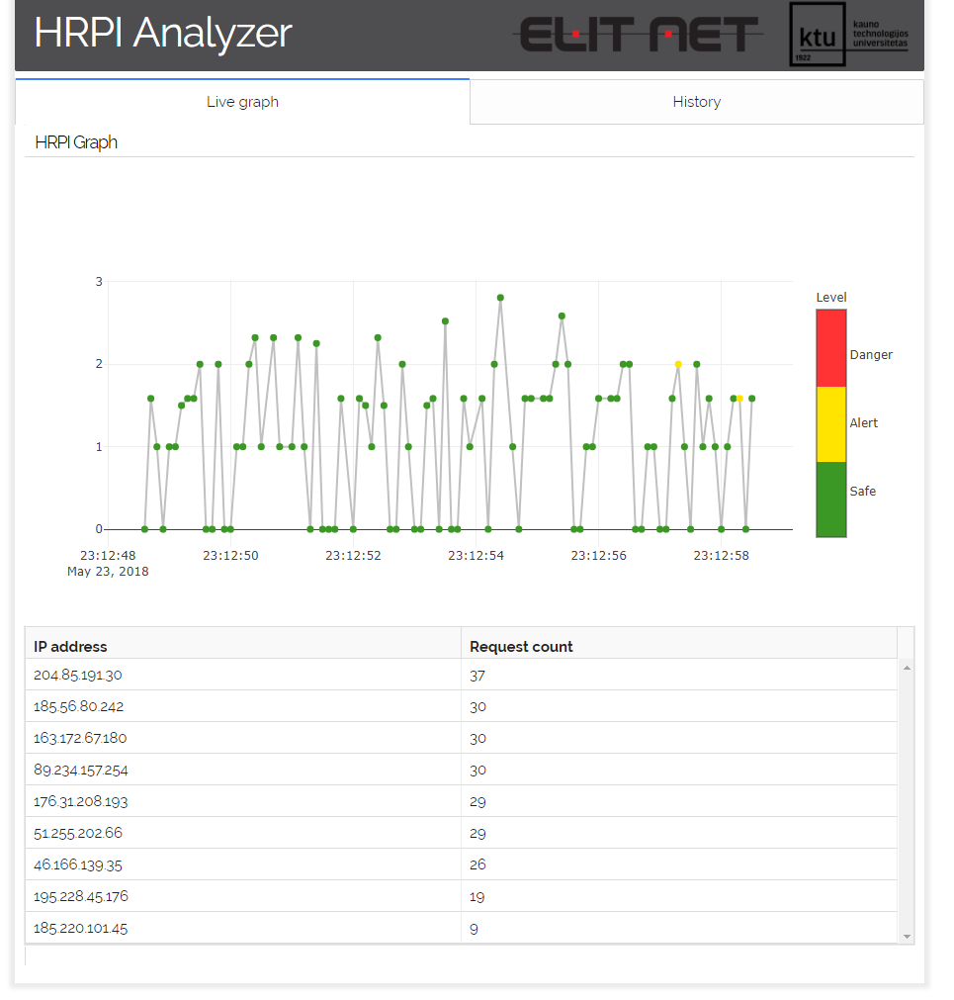 HRPI Analyzer
ELIT NET
ktu
1922
kauno
technologijos
universitetas
Live graph
History
HRPI Graph
3
2
1
0
23:12:48
May 23, 2018
23:12:50
23:12:52
23:12:54
23:12:56
23:12:58
Level
Danger
Alert
Safe
IP address Request count
204.85.191.30 37
185.56.80.242 30
163.172.67.180 30
89.234.157.254 30
176.31.208.193 29
51.255.202.66 29
46.166.139.35 26
195.228.45.176 19
185.220.101.45 9